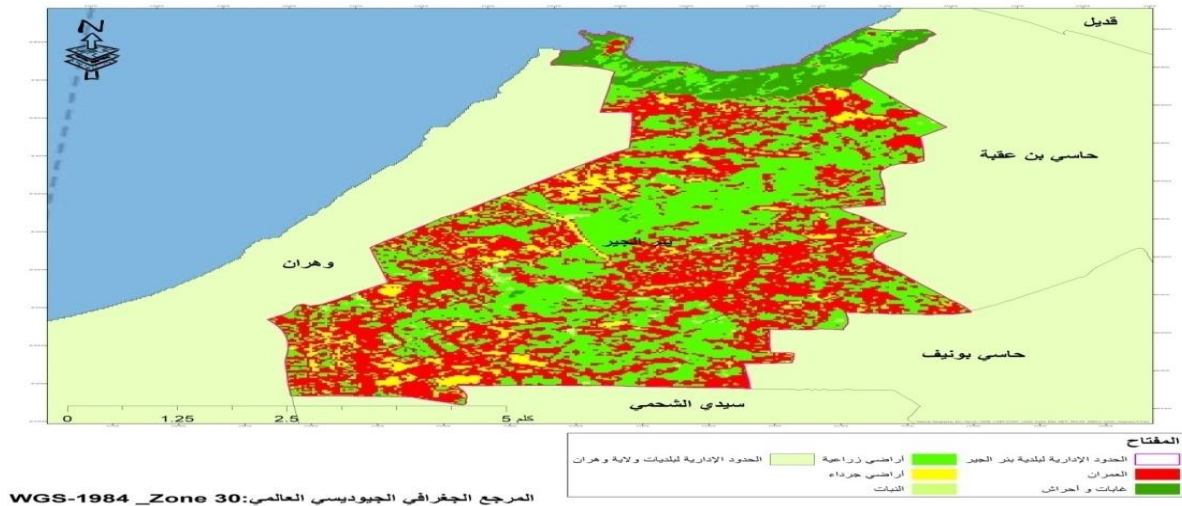 N
قديل
حاسي بن عقبة
بئر الجير
وهران
حاسي بونيف
سيدي الشحمي
0 1.25 2.5 5 كلم
المفتاح
الحدود الإدارية لبلدية بئر الجير
أراضي زراعية
الحدود الإدارية لبلديات ولاية وهران
العمران
أراضي جرداء
غابات و أحراش
النبات
المرجع الجغرافي الجيوديسي العالمي:WGS-1984 _Zone 30